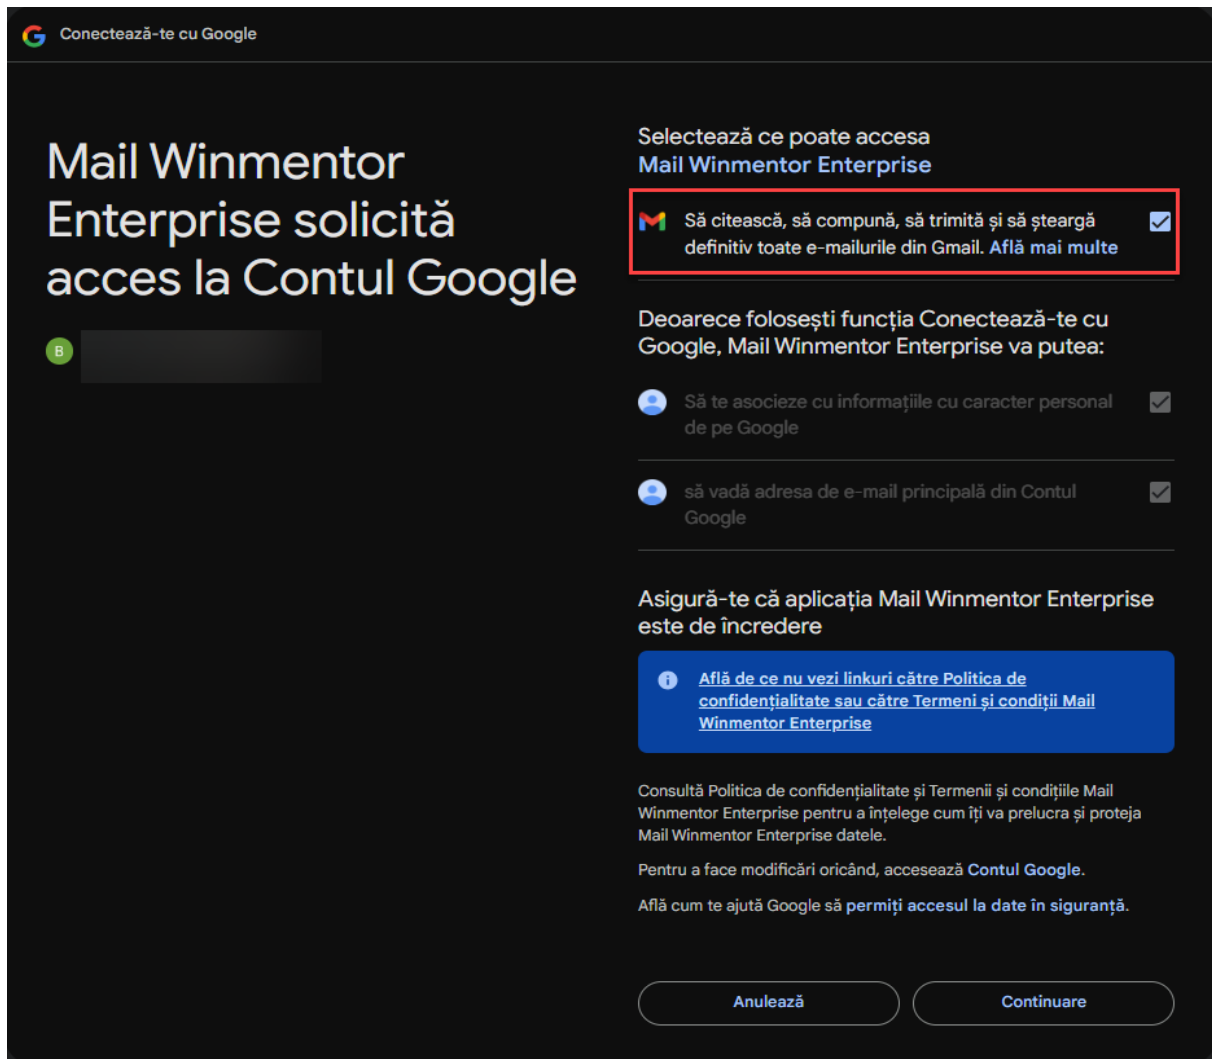 Conectează-te cu Google
Mail Winmentor
Enterprise solicită
acces la Contul Google
B
Selectează ce poate accesa
Mail Winmentor Enterprise
Să citească, să compună, să trimită și să șteargă
definitiv toate e-mailurile din Gmail. Află mai multe
Deoarece folosești funcția Conectează-te cu
Google, Mail Winmentor Enterprise va putea:
Să te asocieze cu informațiile cu caracter personal
de pe Google
să vadă adresa de e-mail principală din Contul
Google
Asigură-te că aplicația Mail Winmentor Enterprise
este de încredere
Află de ce nu vezi linkuri către Politica de
confidențialitate sau către Termeni și condiții Mail
Winmentor Enterprise
Consultă Politica de confidențialitate și Termenii și condițiile Mail
Winmentor Enterprise pentru a înțelege cum îți va prelucra și proteja
Mail Winmentor Enterprise datele.
Pentru a face modificări oricând, accesează Contul Google.
Află cum te ajută Google să permiți accesul la date în siguranță.
Anulează
Continuare